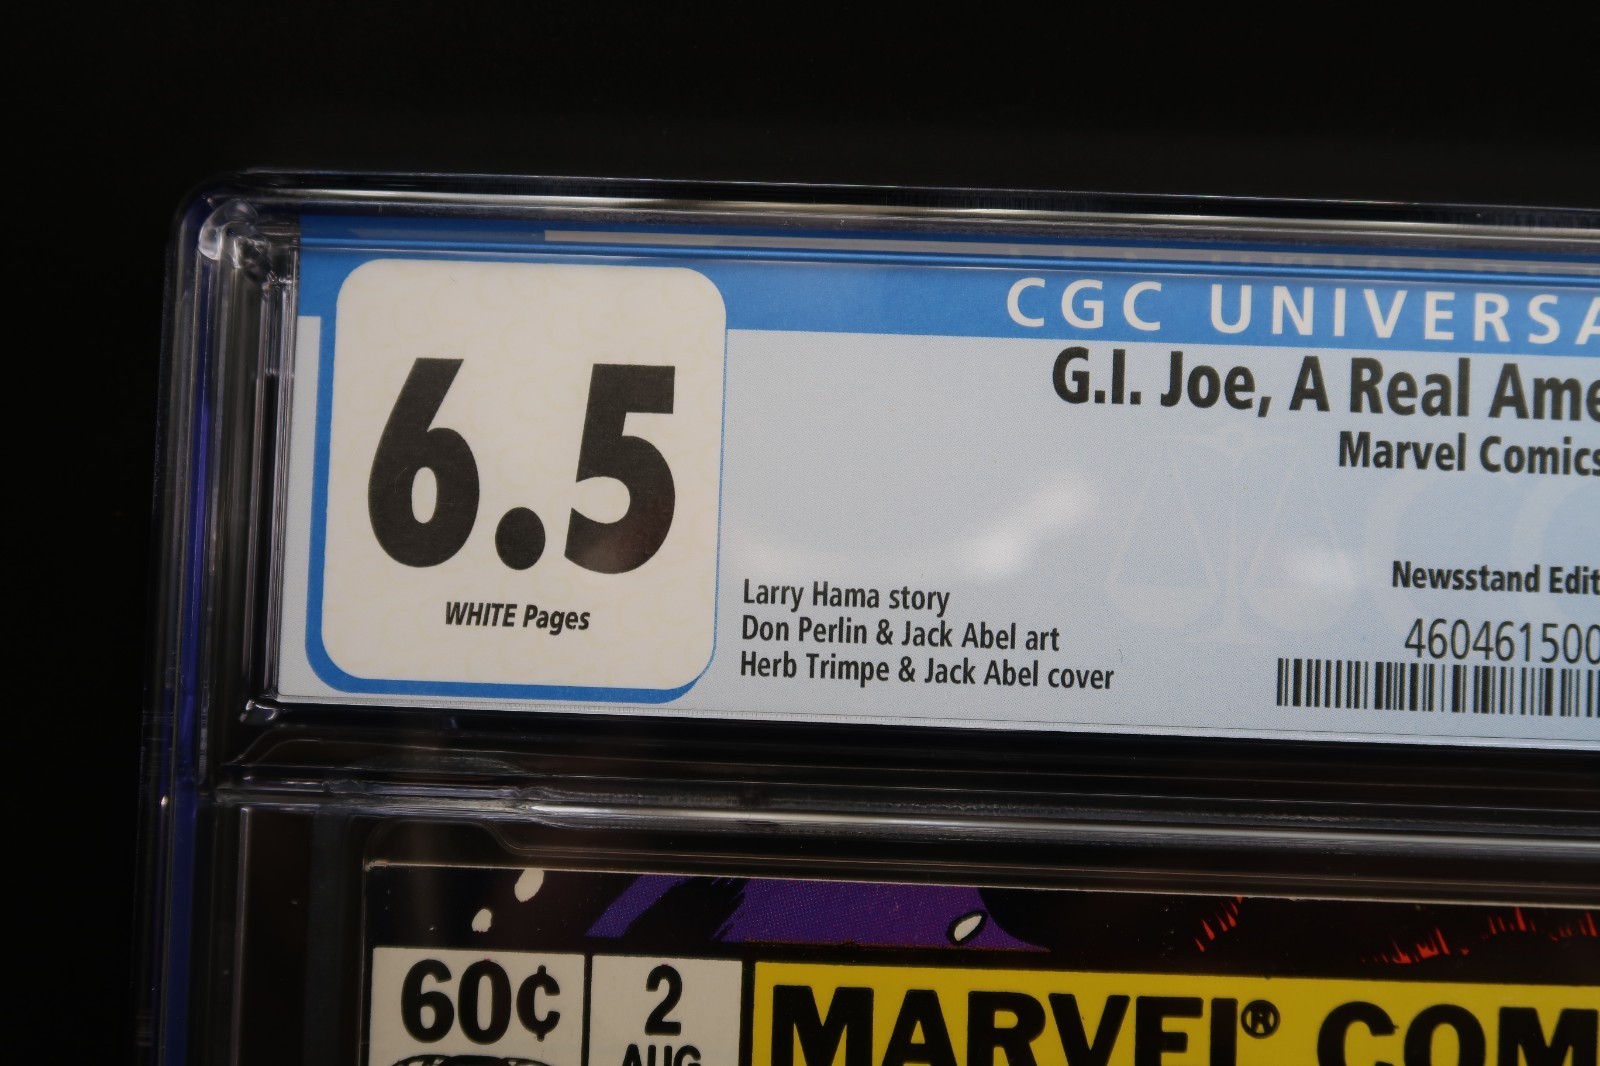 CGC UNIVERSA
G.I. Joe, A Real Ame
Marvel Comics
6.5
WHITE Pages
Larry Hama story
Don Perlin & Jack Abel art
Herb Trimpe & Jack Abel cover
Newsstand Edit
460461500
60¢
2
AUG
MARVEL® COM